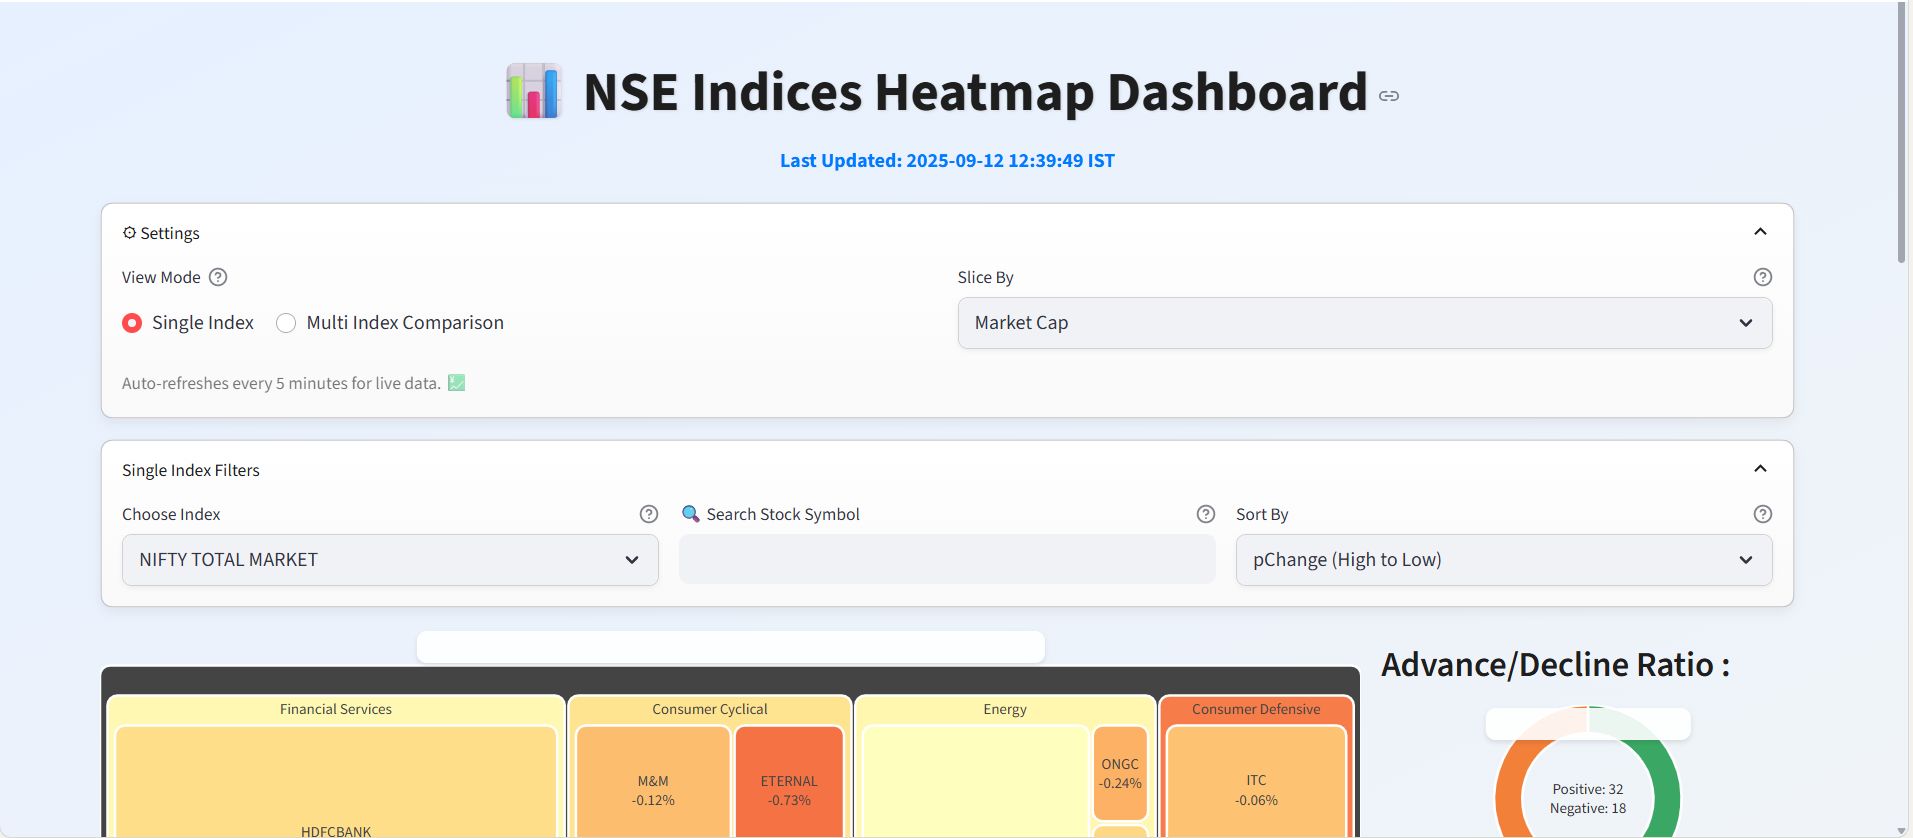 NSE Indices Heatmap Dashboard
Last Updated: 2025-09-12 12:39:49 IST
Settings
View Mode
Slice By
Single Index
Multi Index Comparison
Market Cap
Auto-refreshes every 5 minutes for live data.
Single Index Filters
Choose Index
Search Stock Symbol
Sort By
NIFTY TOTAL MARKET
pChange (High to Low)
Advance/Decline Ratio :
Financial Services
Consumer Cyclical
Energy
Consumer Defensive
HDFCBANK
M&M
-0.12%
ETERNAL
-0.73%
ONGC
-0.24%
ITC
-0.06%
Positive: 32
Negative: 18